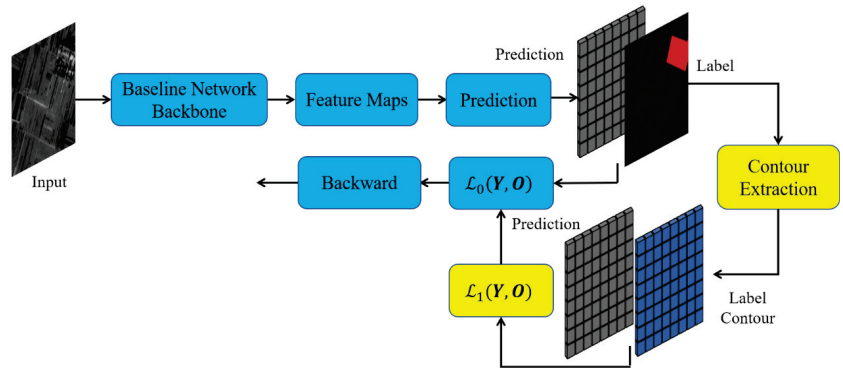 Prediction
Baseline Network
Backbone
Feature Maps
Prediction
Label
Input
Backward
ℒ₀(Y, O)
Contour
Extraction
Prediction
ℒ₁(Y, O)
Label
Contour